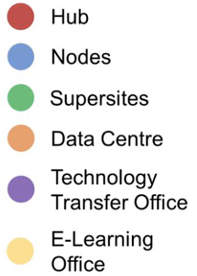 Hub
Nodes
Supersites
Data Centre
Technology
Transfer Office
E-Learning
Office